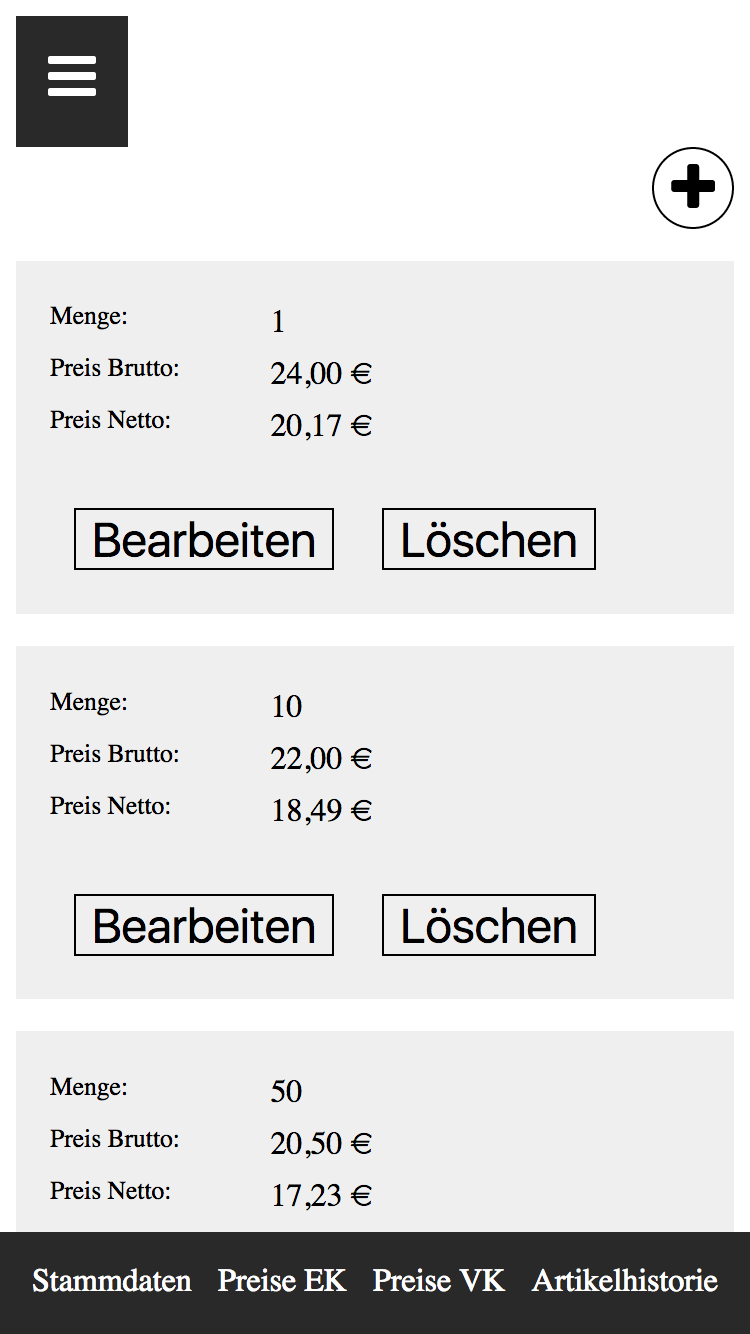 Menge: 1
Preis Brutto: 24,00 €
Preis Netto: 20,17 €
Bearbeiten Löschen
Menge: 10
Preis Brutto: 22,00 €
Preis Netto: 18,49 €
Bearbeiten Löschen
Menge: 50
Preis Brutto: 20,50 €
Preis Netto: 17,23 €
Stammdaten Preise EK Preise VK Artikelhistorie